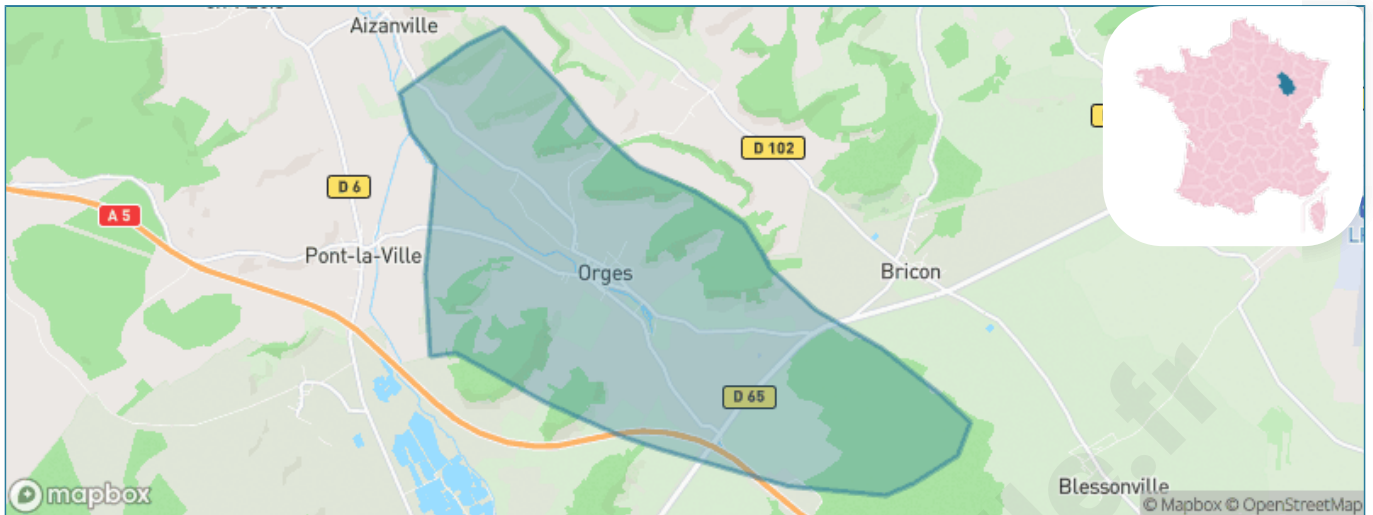 Aizanville
D 102
D 6
A 5
Pont-la-Ville
Orges
Bricon
D 65
Blessonville
mapbox
© Mapbox © OpenStreetMap